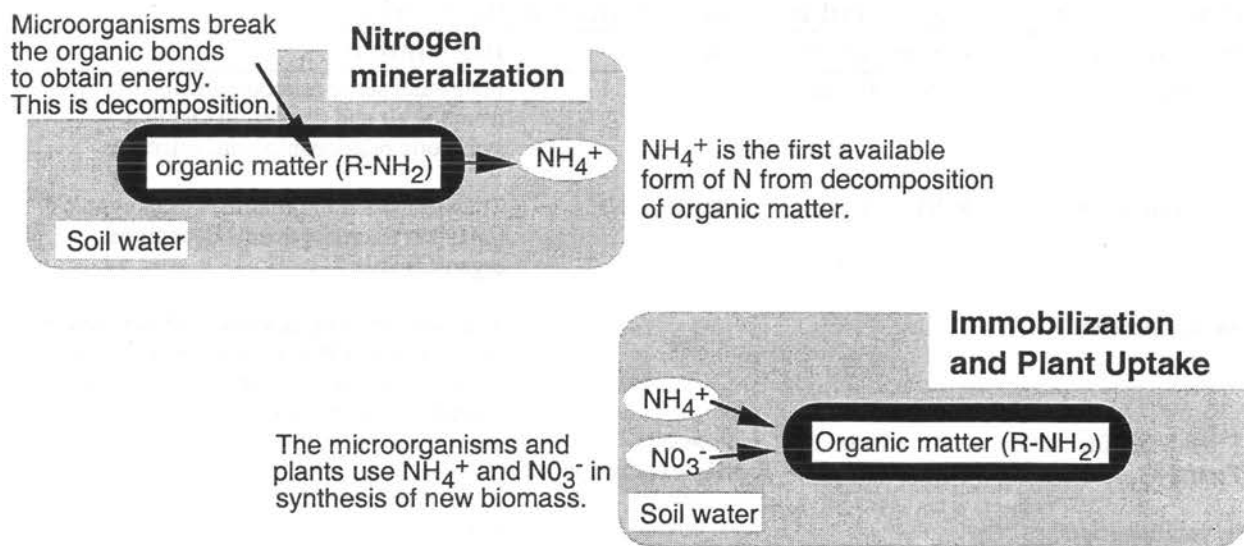 Microorganisms break
the organic bonds
to obtain energy.
This is decomposition.
Nitrogen
mineralization
organic matter (R-NH₂)
NH₄⁺
Soil water
NH₄⁺ is the first available
form of N from decomposition
of organic matter.
Immobilization
and Plant Uptake
NH₄⁺
N0₃⁻
Organic matter (R-NH₂)
Soil water
The microorganisms and
plants use NH₄⁺ and N0₃⁻ in
synthesis of new biomass.